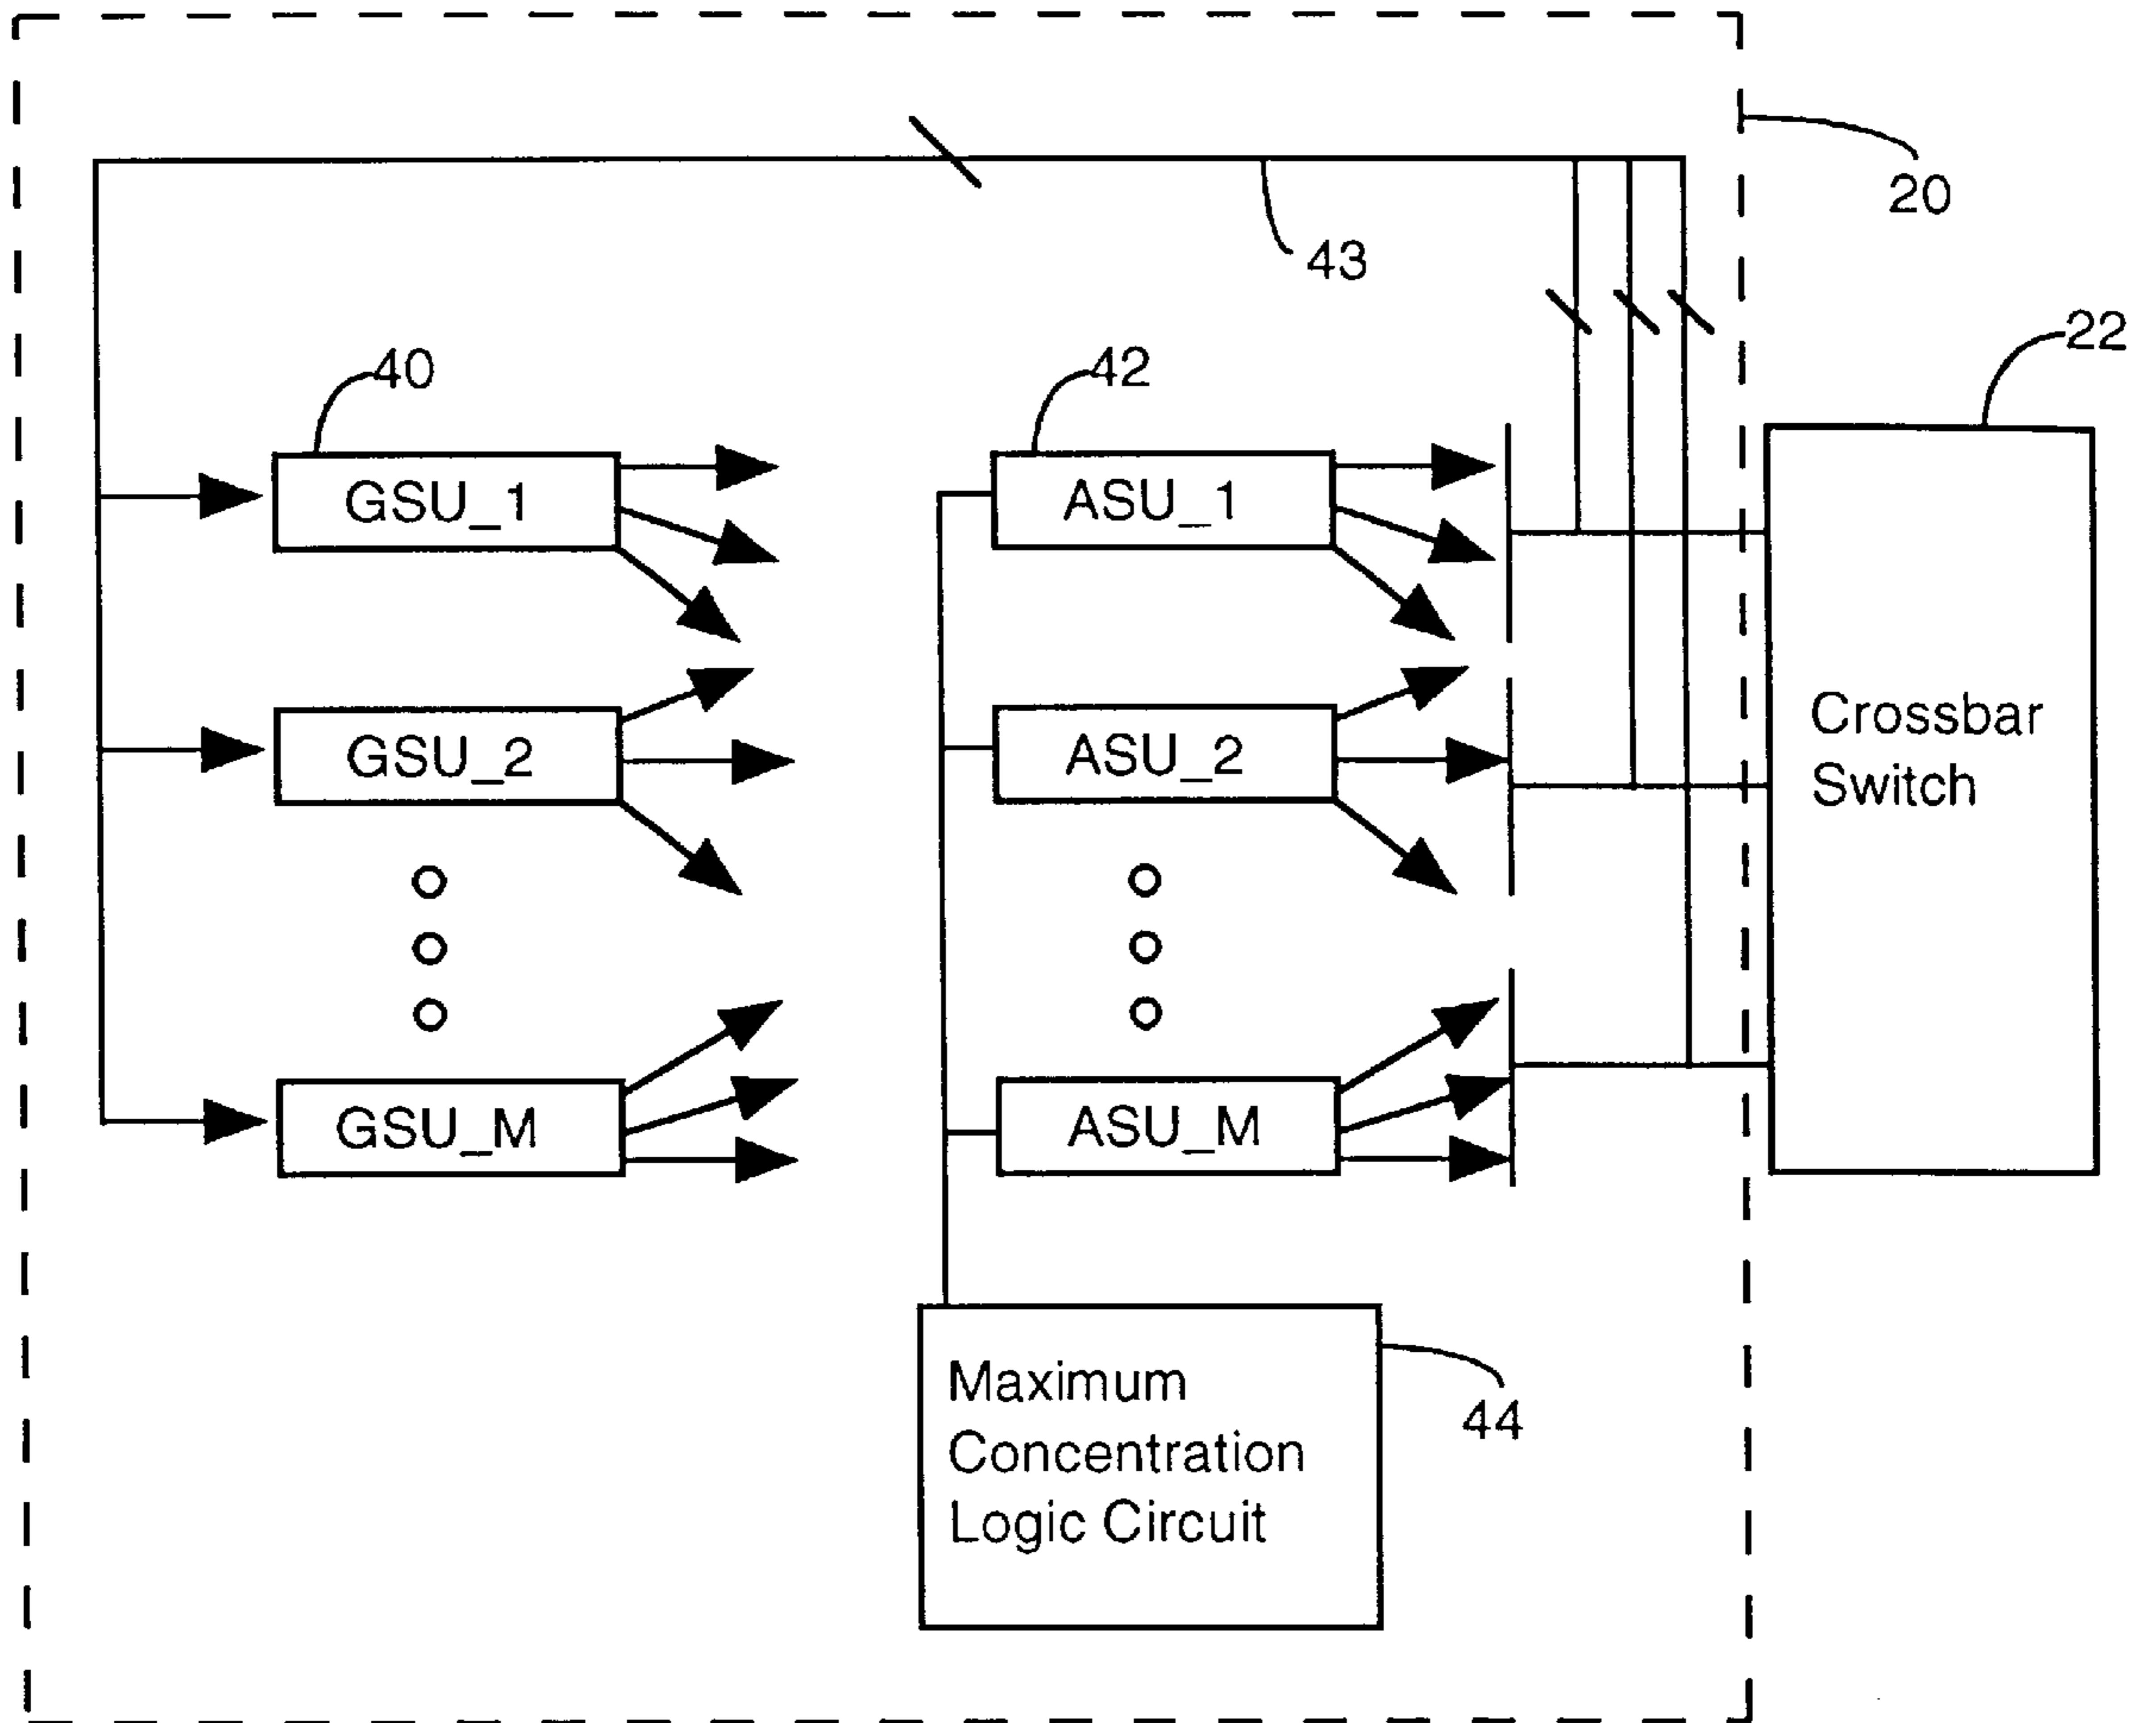 20
43
22
40
42
GSU_1
ASU_1
GSU_2
ASU_2
Crossbar
Switch
GSU_M
ASU_M
Maximum
Concentration
Logic Circuit
44